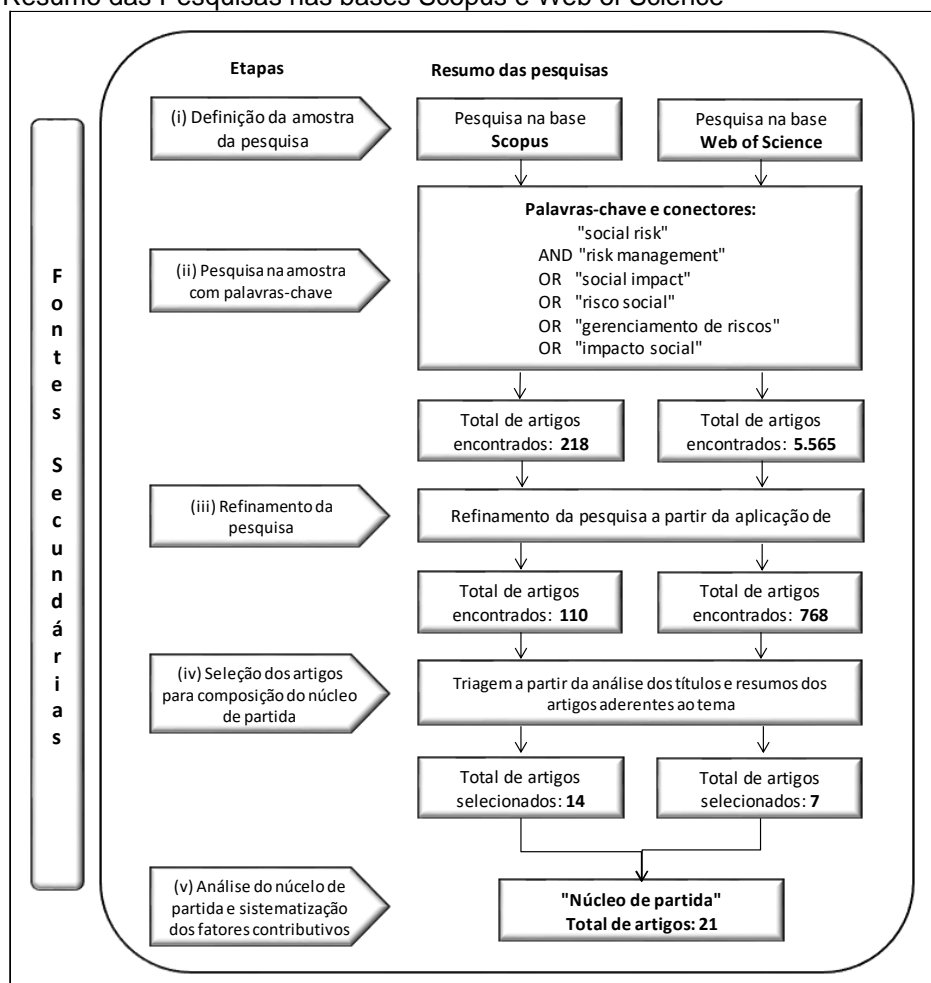 Resumo das Pesquisas nas bases Scopus e Web of Science
Fontes Secundárias
Etapas
Resumo das pesquisas
(i) Definição da amostra
da pesquisa
Pesquisa na base
Scopus
Pesquisa na base
Web of Science
(ii) Pesquisa na amostra
com palavras-chave
Palavras-chave e conectores:
"social risk"
AND "risk management"
OR "social impact"
OR "risco social"
OR "gerenciamento de riscos"
OR "impacto social"
Total de artigos
encontrados: 218
Total de artigos
encontrados: 5.565
(iii) Refinamento da
pesquisa
Refinamento da pesquisa a partir da aplicação de
Total de artigos
encontrados: 110
Total de artigos
encontrados: 768
(iv) Seleção dos artigos
para composição do núcleo
de partida
Triagem a partir da análise dos títulos e resumos dos
artigos aderentes ao tema
Total de artigos
selecionados: 14
Total de artigos
selecionados: 7
(v) Análise do núcelo de
partida e sistematização
dos fatores contributivos
"Núcleo de partida"
Total de artigos: 21